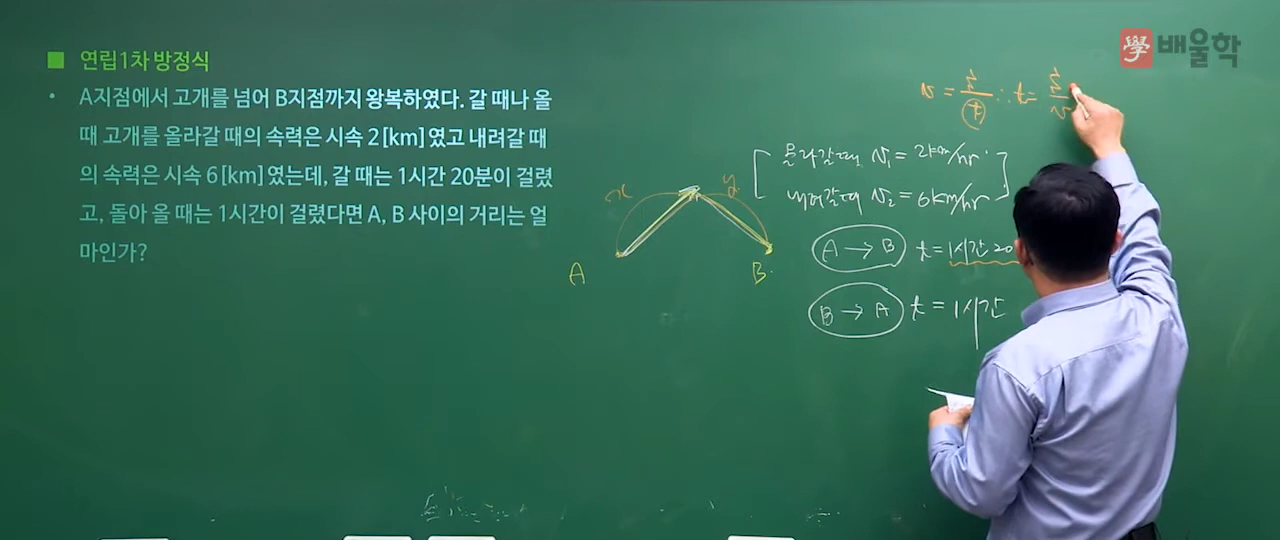 學 배울학
■ 연립1차 방정식
• A지점에서 고개를 넘어 B지점까지 왕복하였다. 갈 때나 올
때 고개를 올라갈 때의 속력은 시속 2[km]였고 내려갈 때
의 속력은 시속 6[km]였는데, 갈 때는 1시간 20분이 걸렸
고, 돌아 올 때는 1시간이 걸렸다면 A, B 사이의 거리는 얼
마인가?
x y
A B
v = ℓ/t ∴ t = ℓ/v
올라갈때 v₁ = 2km/hr
내려갈때 v₂ = 6km/hr
A → B t = 1시간 20
B → A t = 1시간